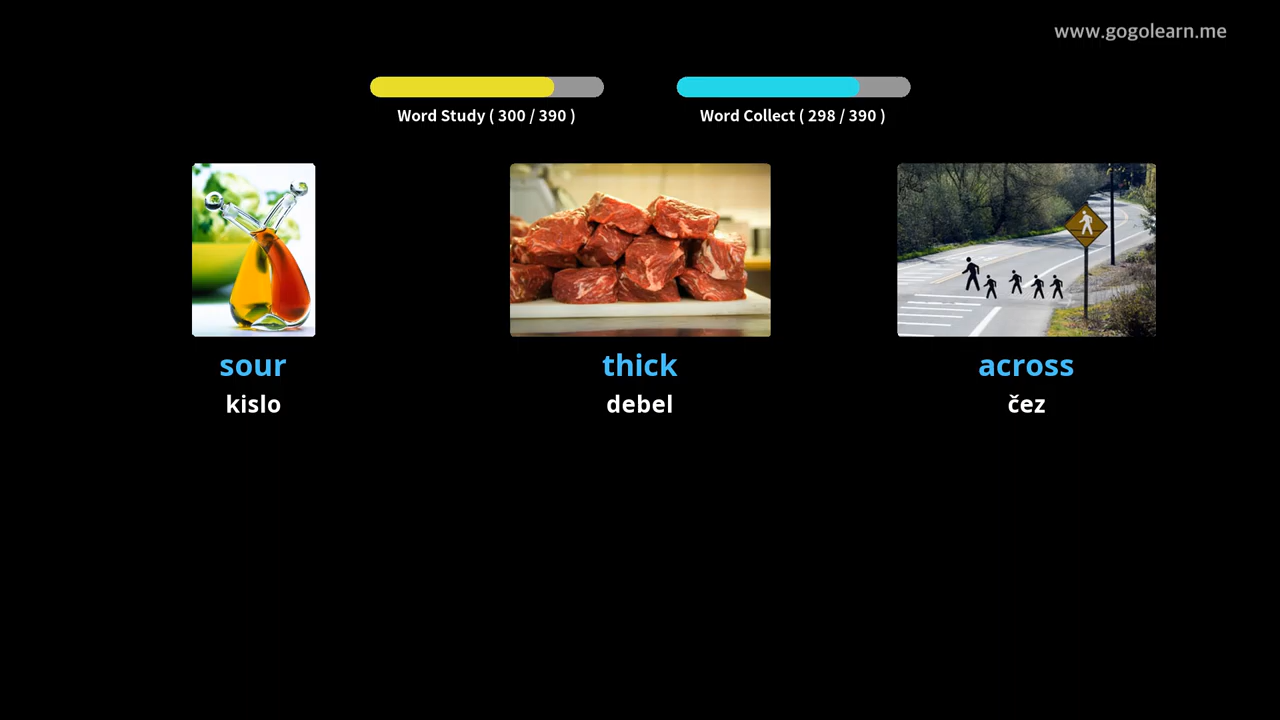 www.gogolearn.me
Word Study ( 300 / 390 )
Word Collect ( 298 / 390 )
sour
thick
across
kislo
debel
čez